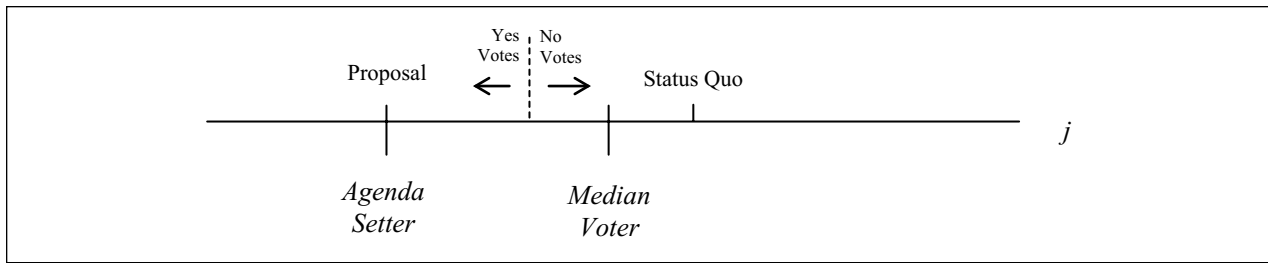 Yes
Votes
No
Votes
Proposal
Status Quo
j
Agenda
Setter
Median
Voter